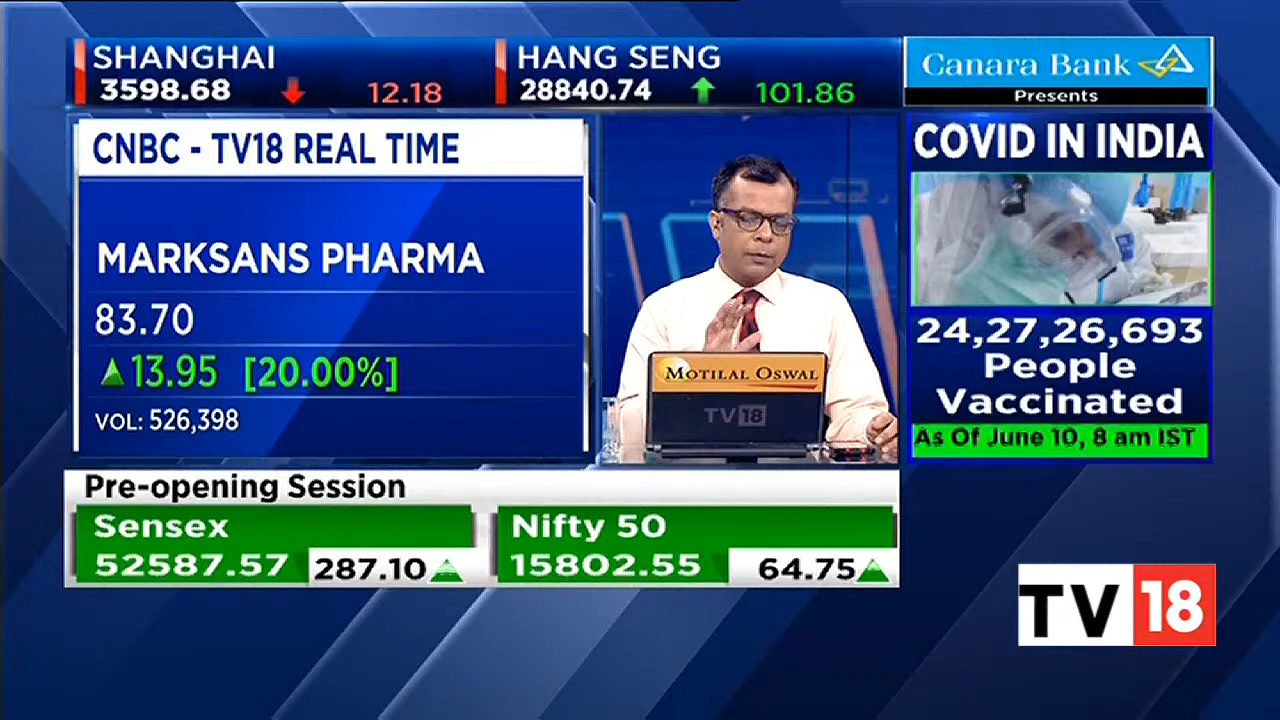 SHANGHAI
3598.68 12.18
HANG SENG
28840.74 101.86
Canara Bank
Presents
CNBC - TV18 REAL TIME
MARKSANS PHARMA
83.70
13.95 [20.00%]
VOL: 526,398
MOTILAL OSWAL
TV18
COVID IN INDIA
24,27,26,693
People
Vaccinated
As Of June 10, 8 am IST
Pre-opening Session
Sensex
52587.57 287.10
Nifty 50
15802.55 64.75
TV18